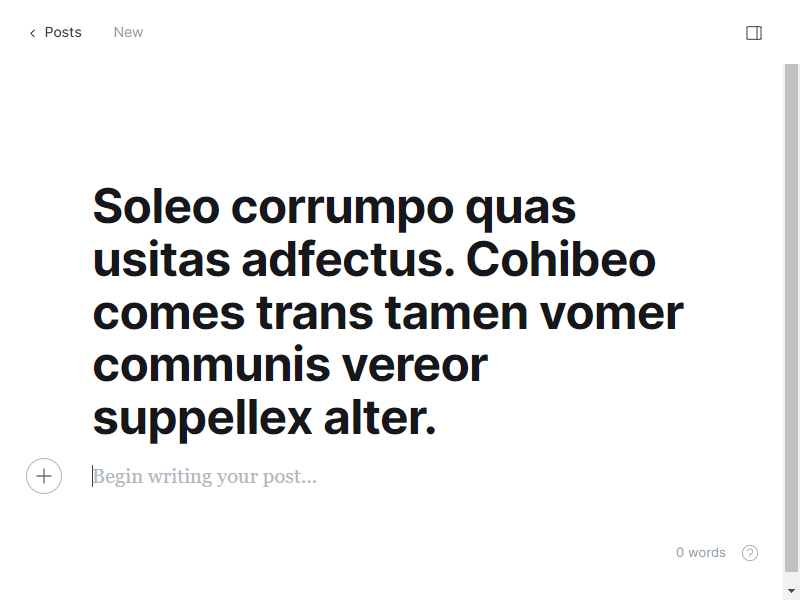 Posts New
Soleo corrumpo quas
usitas adfectus. Cohibeo
comes trans tamen vomer
communis vereor
suppellex alter.
Begin writing your post...
0 words